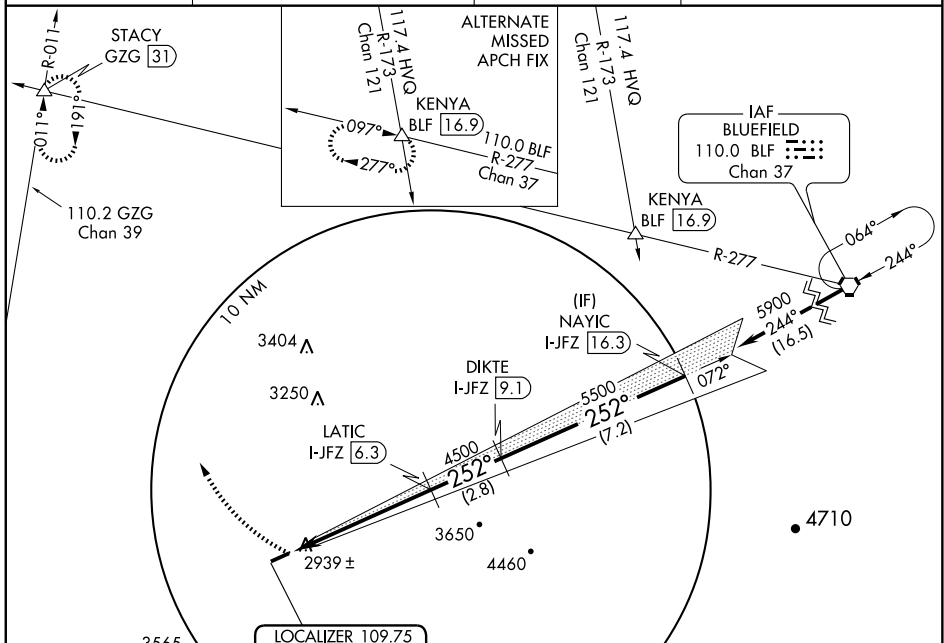 R-011
STACY
GZG 31
011°
191°
110.2 GZG
Chan 39
117.4 HVQ
R-173
Chan 121
ALTERNATE
MISSED
APCH FIX
KENYA
BLF 16.9
097°
277°
110.0 BLF
R-277
Chan 37
117.4 HVQ
R-173
Chan 121
KENYA
BLF 16.9
R-277
IAF
BLUEFIELD
110.0 BLF
Chan 37
064°
244°
5900
244°
(16.5)
10 NM
(IF)
NAYIC
I-JFZ 16.3
072°
3404
3250
DIKTE
I-JFZ 9.1
5500
252°
(7.2)
LATIC
I-JFZ 6.3
4500
252°
(2.8)
3650
4460
4710
2939 ±
3565
LOCALIZER 109.75